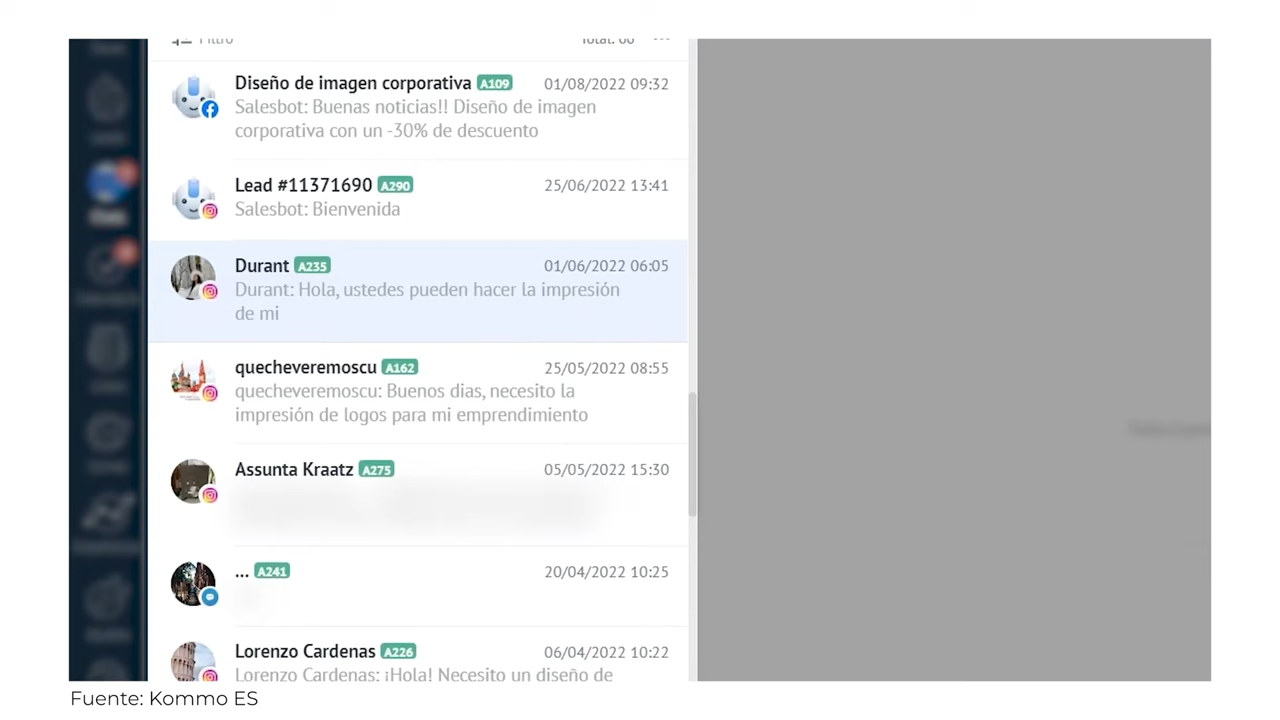 Filtro Total: 66 ...
Diseño de imagen corporativa A109 01/08/2022 09:32
Salesbot: Buenas noticias!! Diseño de imagen
corporativa con un -30% de descuento
Lead #11371690 A290 25/06/2022 13:41
Salesbot: Bienvenida
Durant A235 01/06/2022 06:05
Durant: Hola, ustedes pueden hacer la impresión
de mi
quecheveremoscu A162 25/05/2022 08:55
quecheveremoscu: Buenos dias, necesito la
impresión de logos para mi emprendimiento
Assunta Kraatz A275 05/05/2022 15:30
... A241 20/04/2022 10:25
Lorenzo Cardenas A226 06/04/2022 10:22
Lorenzo Cardenas: ¡Hola! Necesito un diseño de
Fuente: Kommo ES